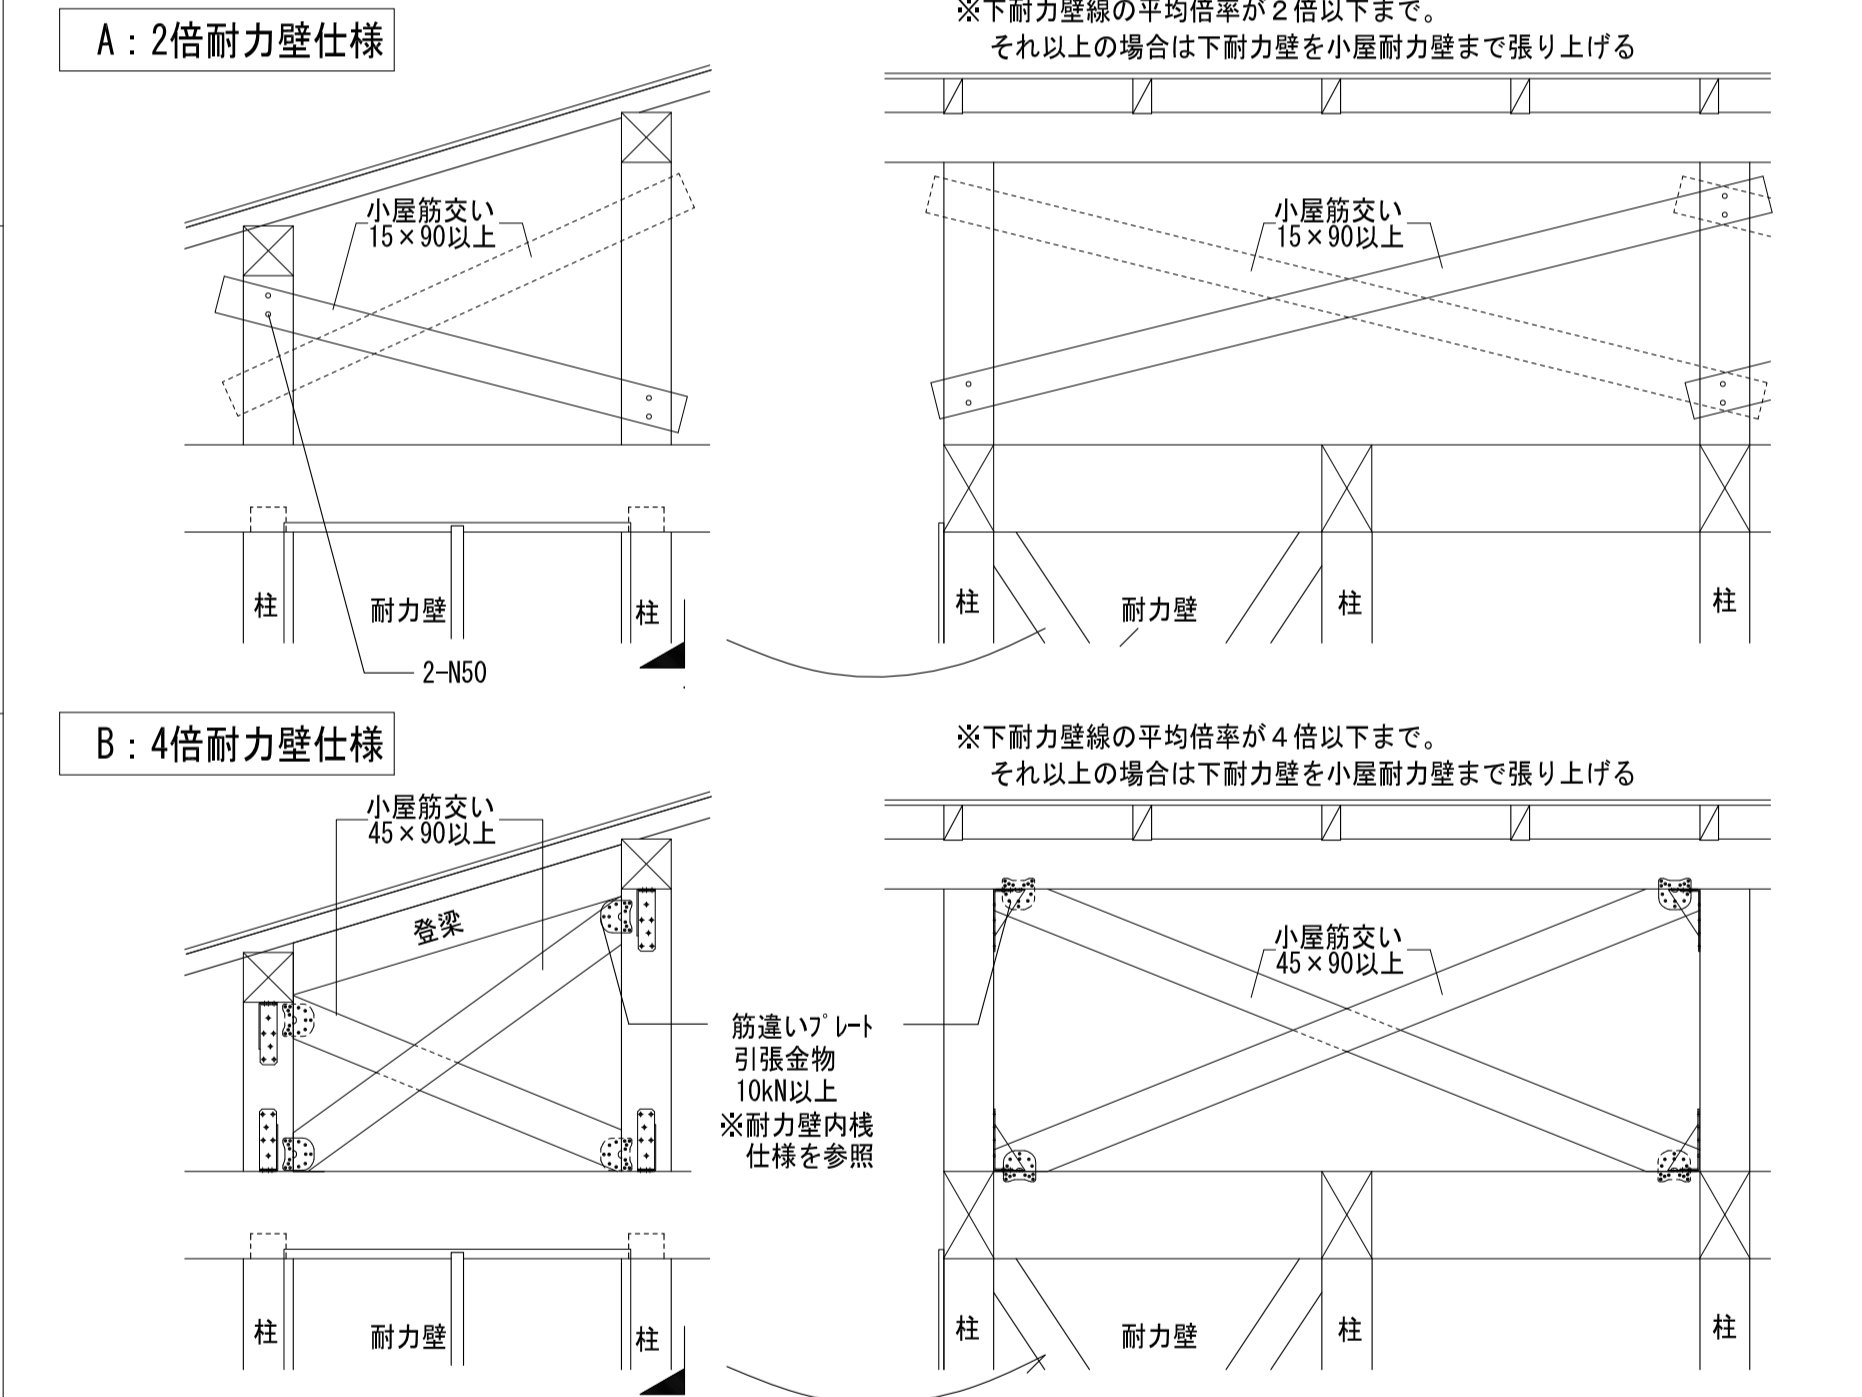 A：2倍耐力壁仕様
※下耐力壁線の平均倍率が２倍以下まで。
それ以上の場合は下耐力壁を小屋耐力壁まで張り上げる
小屋筋交い
15×90以上
小屋筋交い
15×90以上
柱
耐力壁
柱
柱
耐力壁
柱
柱
2-N50
B：4倍耐力壁仕様
※下耐力壁線の平均倍率が４倍以下まで。
それ以上の場合は下耐力壁を小屋耐力壁まで張り上げる
小屋筋交い
45×90以上
登梁
小屋筋交い
45×90以上
筋違いﾌﾟﾚｰﾄ
引張金物
10kN以上
※耐力壁内桟
仕様を参照
柱
耐力壁
柱
柱
耐力壁
柱
柱